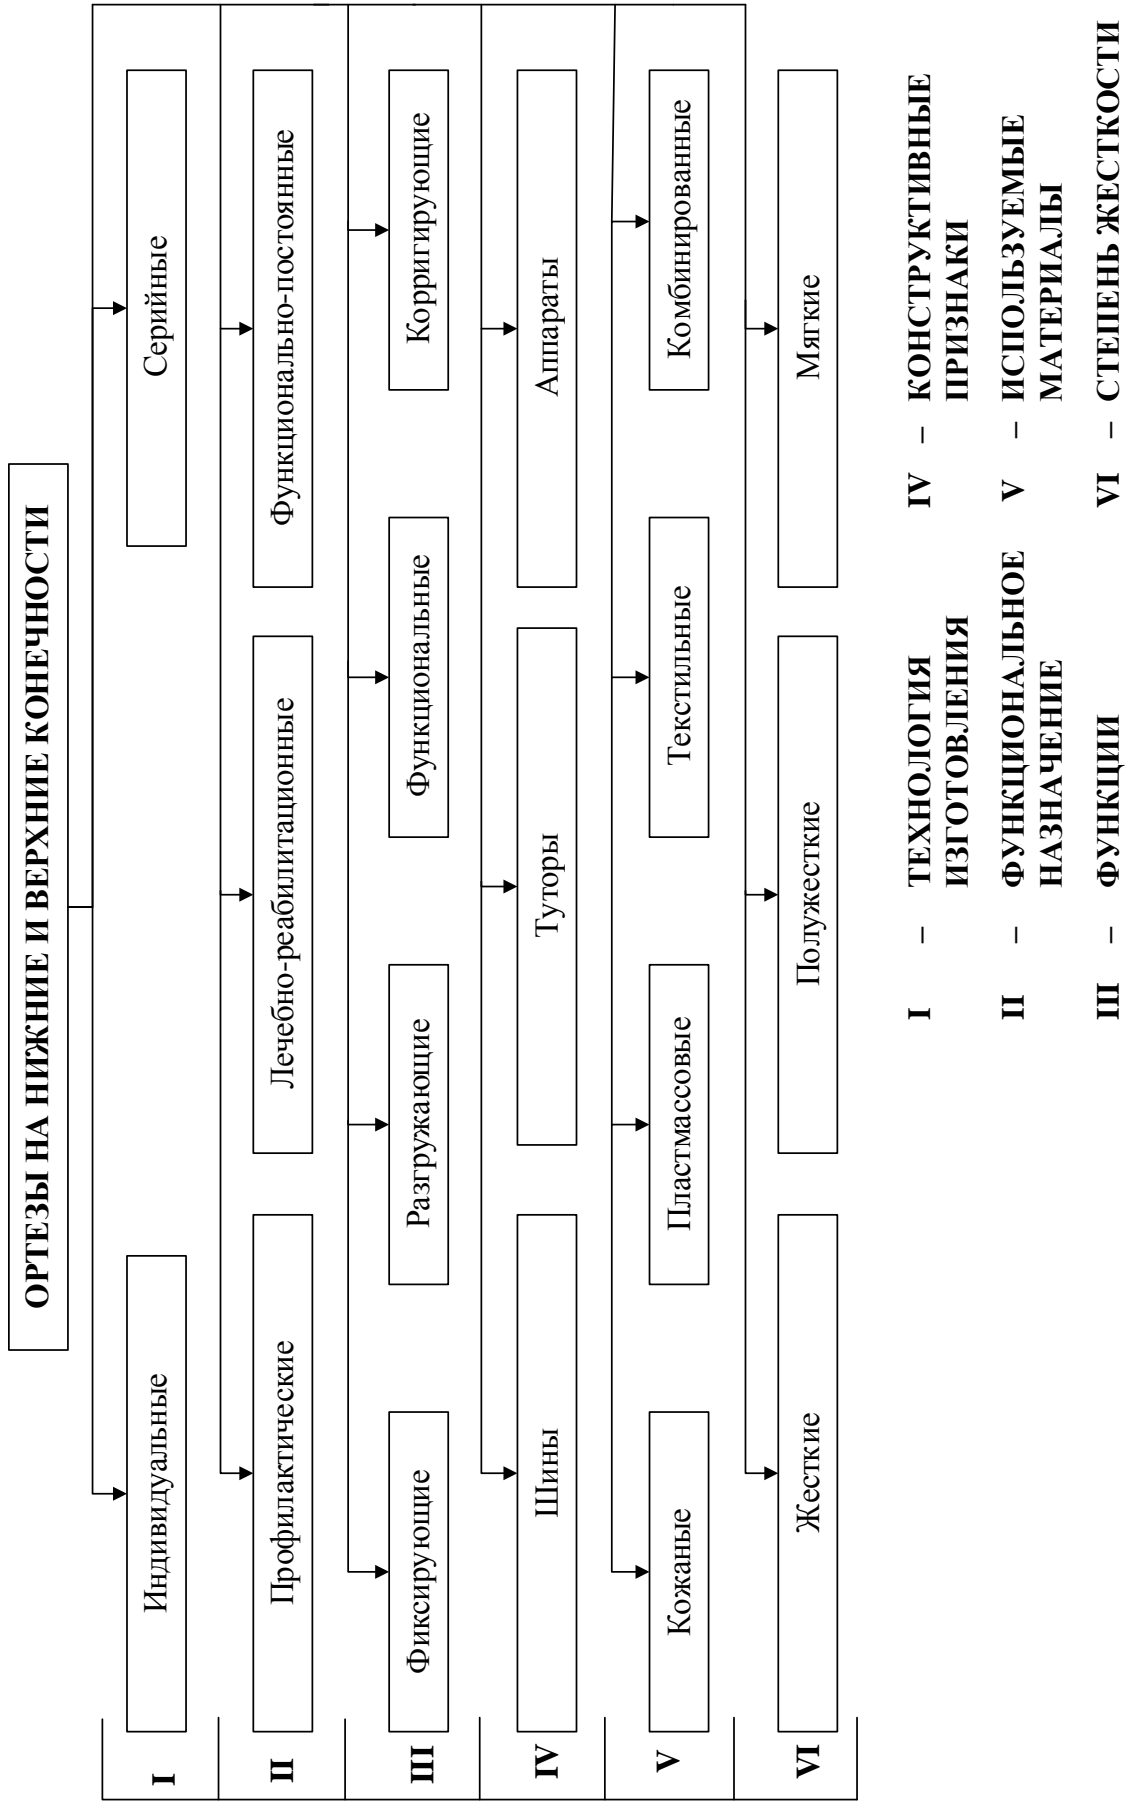 ОРТЕЗЫ НА НИЖНИЕ И ВЕРХНИЕ КОНЕЧНОСТИ
I
Индивидуальные
Серийные
II
Профилактические
Лечебно-реабилитационные
Функционально-постоянные
III
Фиксирующие
Разгружающие
Функциональные
Корригирующие
IV
Шины
Туторы
Аппараты
V
Кожаные
Пластмассовые
Текстильные
Комбинированные
VI
Жесткие
Полужесткие
Мягкие
I – ТЕХНОЛОГИЯ
ИЗГОТОВЛЕНИЯ
II – ФУНКЦИОНАЛЬНОЕ
НАЗНАЧЕНИЕ
III – ФУНКЦИИ
IV – КОНСТРУКТИВНЫЕ
ПРИЗНАКИ
V – ИСПОЛЬЗУЕМЫЕ
МАТЕРИАЛЫ
VI – СТЕПЕНЬ ЖЕСТКОСТИ